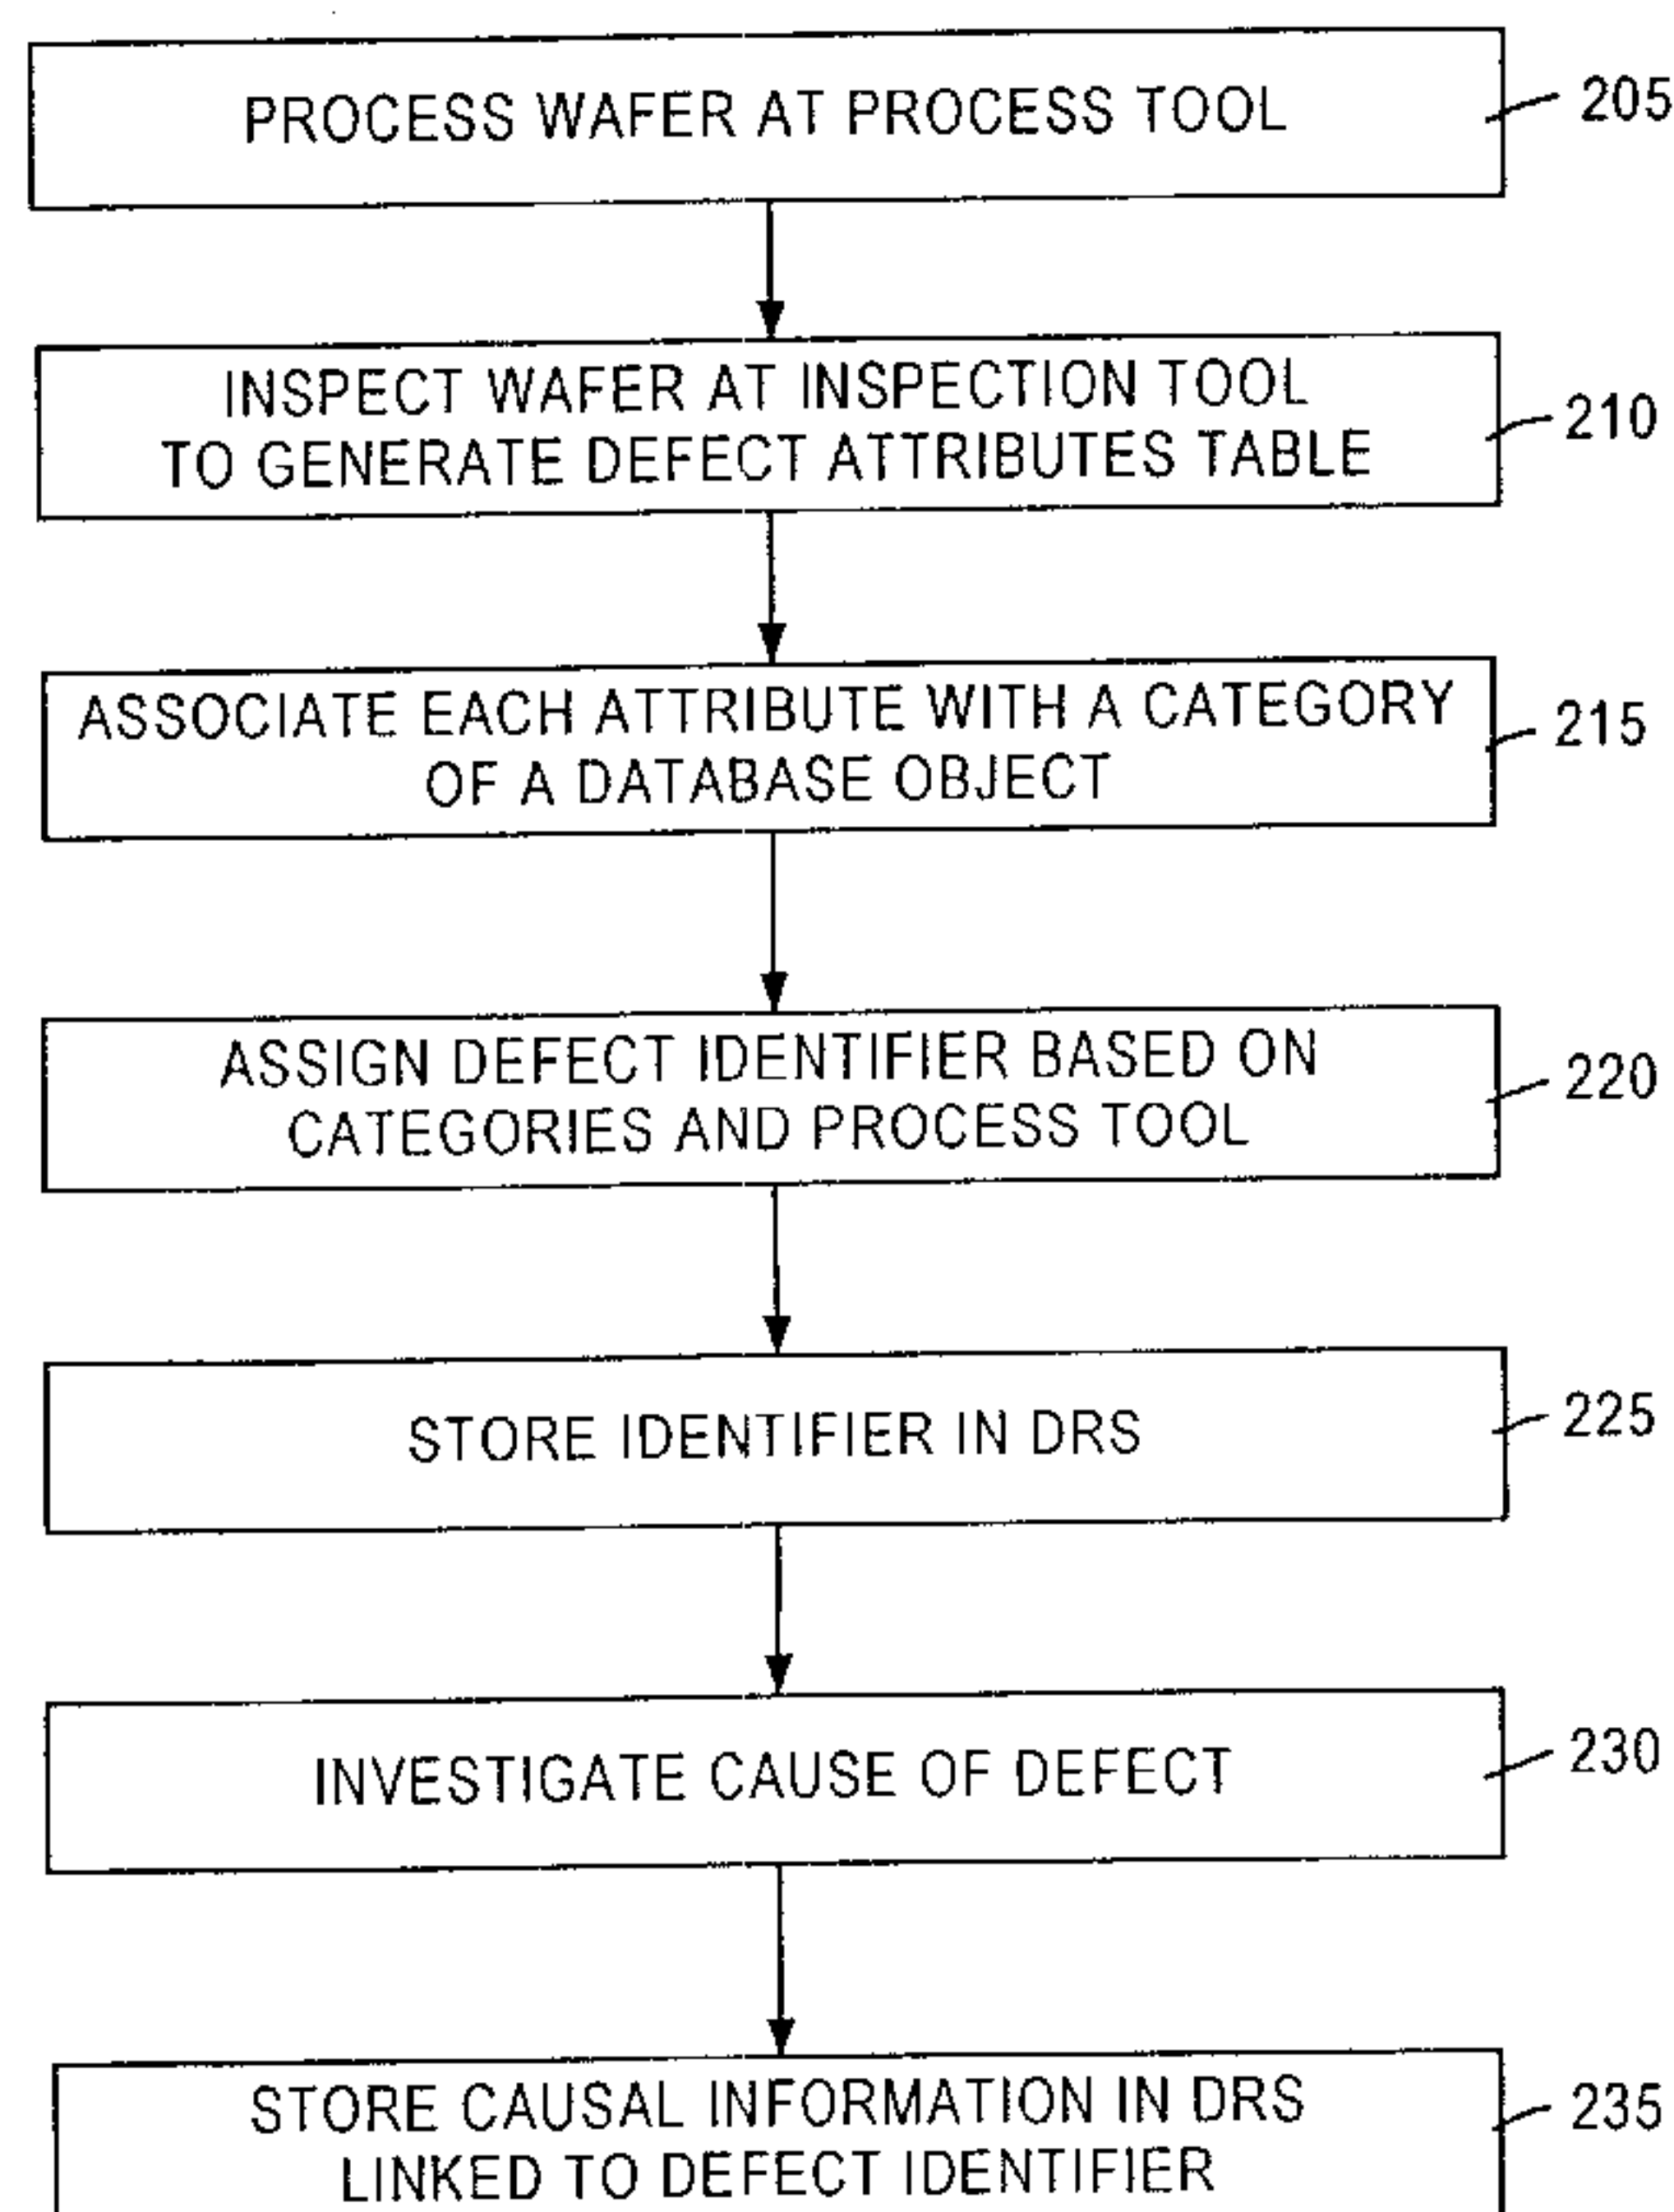 PROCESS WAFER AT PROCESS TOOL
205
INSPECT WAFER AT INSPECTION TOOL
TO GENERATE DEFECT ATTRIBUTES TABLE
210
ASSOCIATE EACH ATTRIBUTE WITH A CATEGORY
OF A DATABASE OBJECT
215
ASSIGN DEFECT IDENTIFIER BASED ON
CATEGORIES AND PROCESS TOOL
220
STORE IDENTIFIER IN DRS
225
INVESTIGATE CAUSE OF DEFECT
230
STORE CAUSAL INFORMATION IN DRS
LINKED TO DEFECT IDENTIFIER
235